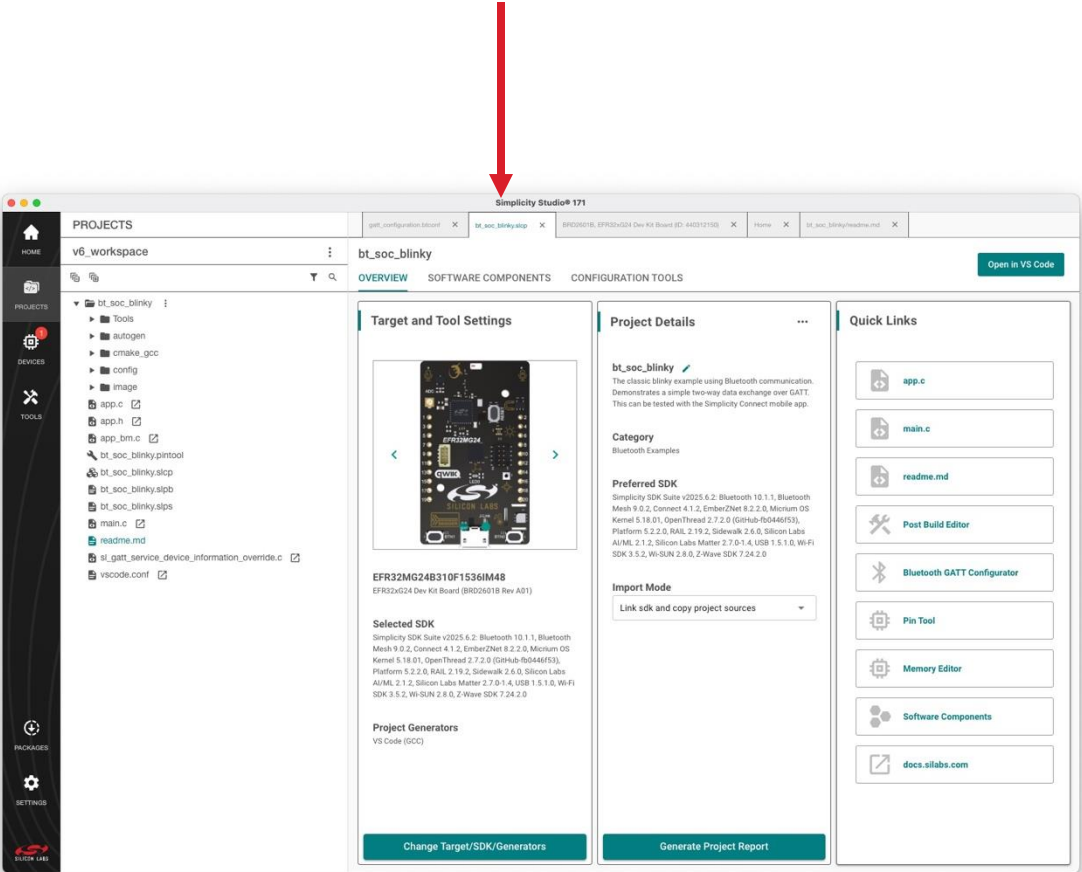 Simplicity Studio® 171
HOME
PROJECTS
DEVICES
1
TOOLS
PACKAGES
SETTINGS
SILICON LABS
PROJECTS
v6_workspace
bt_soc_blinky
Tools
autogen
cmake_gcc
config
image
app.c
app.h
app_bm.c
bt_soc_blinky.pintool
bt_soc_blinky.slcp
bt_soc_blinky.slpb
bt_soc_blinky.slps
main.c
readme.md
sl_gatt_service_device_information_override.c
vscode.conf
gatt_configuration.btconf
bt_soc_blinky.slcp
BRD2601B, EFR32xG24 Dev Kit Board (ID: 440312150)
Home
bt_soc_blinky/readme.md
bt_soc_blinky
Open in VS Code
OVERVIEW SOFTWARE COMPONENTS CONFIGURATION TOOLS
Target and Tool Settings
EFR32MG24
QWIIC
SILICON LABS
EFR32MG24B310F1536IM48
EFR32xG24 Dev Kit Board (BRD2601B Rev A01)
Selected SDK
Simplicity SDK Suite v2025.6.2: Bluetooth 10.1.1, Bluetooth
Mesh 9.0.2, Connect 4.1.2, EmberZNet 8.2.2.0, Micrium OS
Kernel 5.18.01, OpenThread 2.7.2.0 (GitHub-fb0446f53),
Platform 5.2.2.0, RAIL 2.19.2, Sidewalk 2.6.0, Silicon Labs
AI/ML 2.1.2, Silicon Labs Matter 2.7.0-1.4, USB 1.5.1.0, Wi-Fi
SDK 3.5.2, Wi-SUN 2.8.0, Z-Wave SDK 7.24.2.0
Project Generators
VS Code (GCC)
Change Target/SDK/Generators
Project Details
bt_soc_blinky
The classic blinky example using Bluetooth communication.
Demonstrates a simple two-way data exchange over GATT.
This can be tested with the Simplicity Connect mobile app.
Category
Bluetooth Examples
Preferred SDK
Simplicity SDK Suite v2025.6.2: Bluetooth 10.1.1, Bluetooth
Mesh 9.0.2, Connect 4.1.2, EmberZNet 8.2.2.0, Micrium OS
Kernel 5.18.01, OpenThread 2.7.2.0 (GitHub-fb0446f53),
Platform 5.2.2.0, RAIL 2.19.2, Sidewalk 2.6.0, Silicon Labs
AI/ML 2.1.2, Silicon Labs Matter 2.7.0-1.4, USB 1.5.1.0, Wi-Fi
SDK 3.5.2, Wi-SUN 2.8.0, Z-Wave SDK 7.24.2.0
Import Mode
Link sdk and copy project sources
Generate Project Report
Quick Links
app.c
main.c
readme.md
Post Build Editor
Bluetooth GATT Configurator
Pin Tool
Memory Editor
Software Components
docs.silabs.com